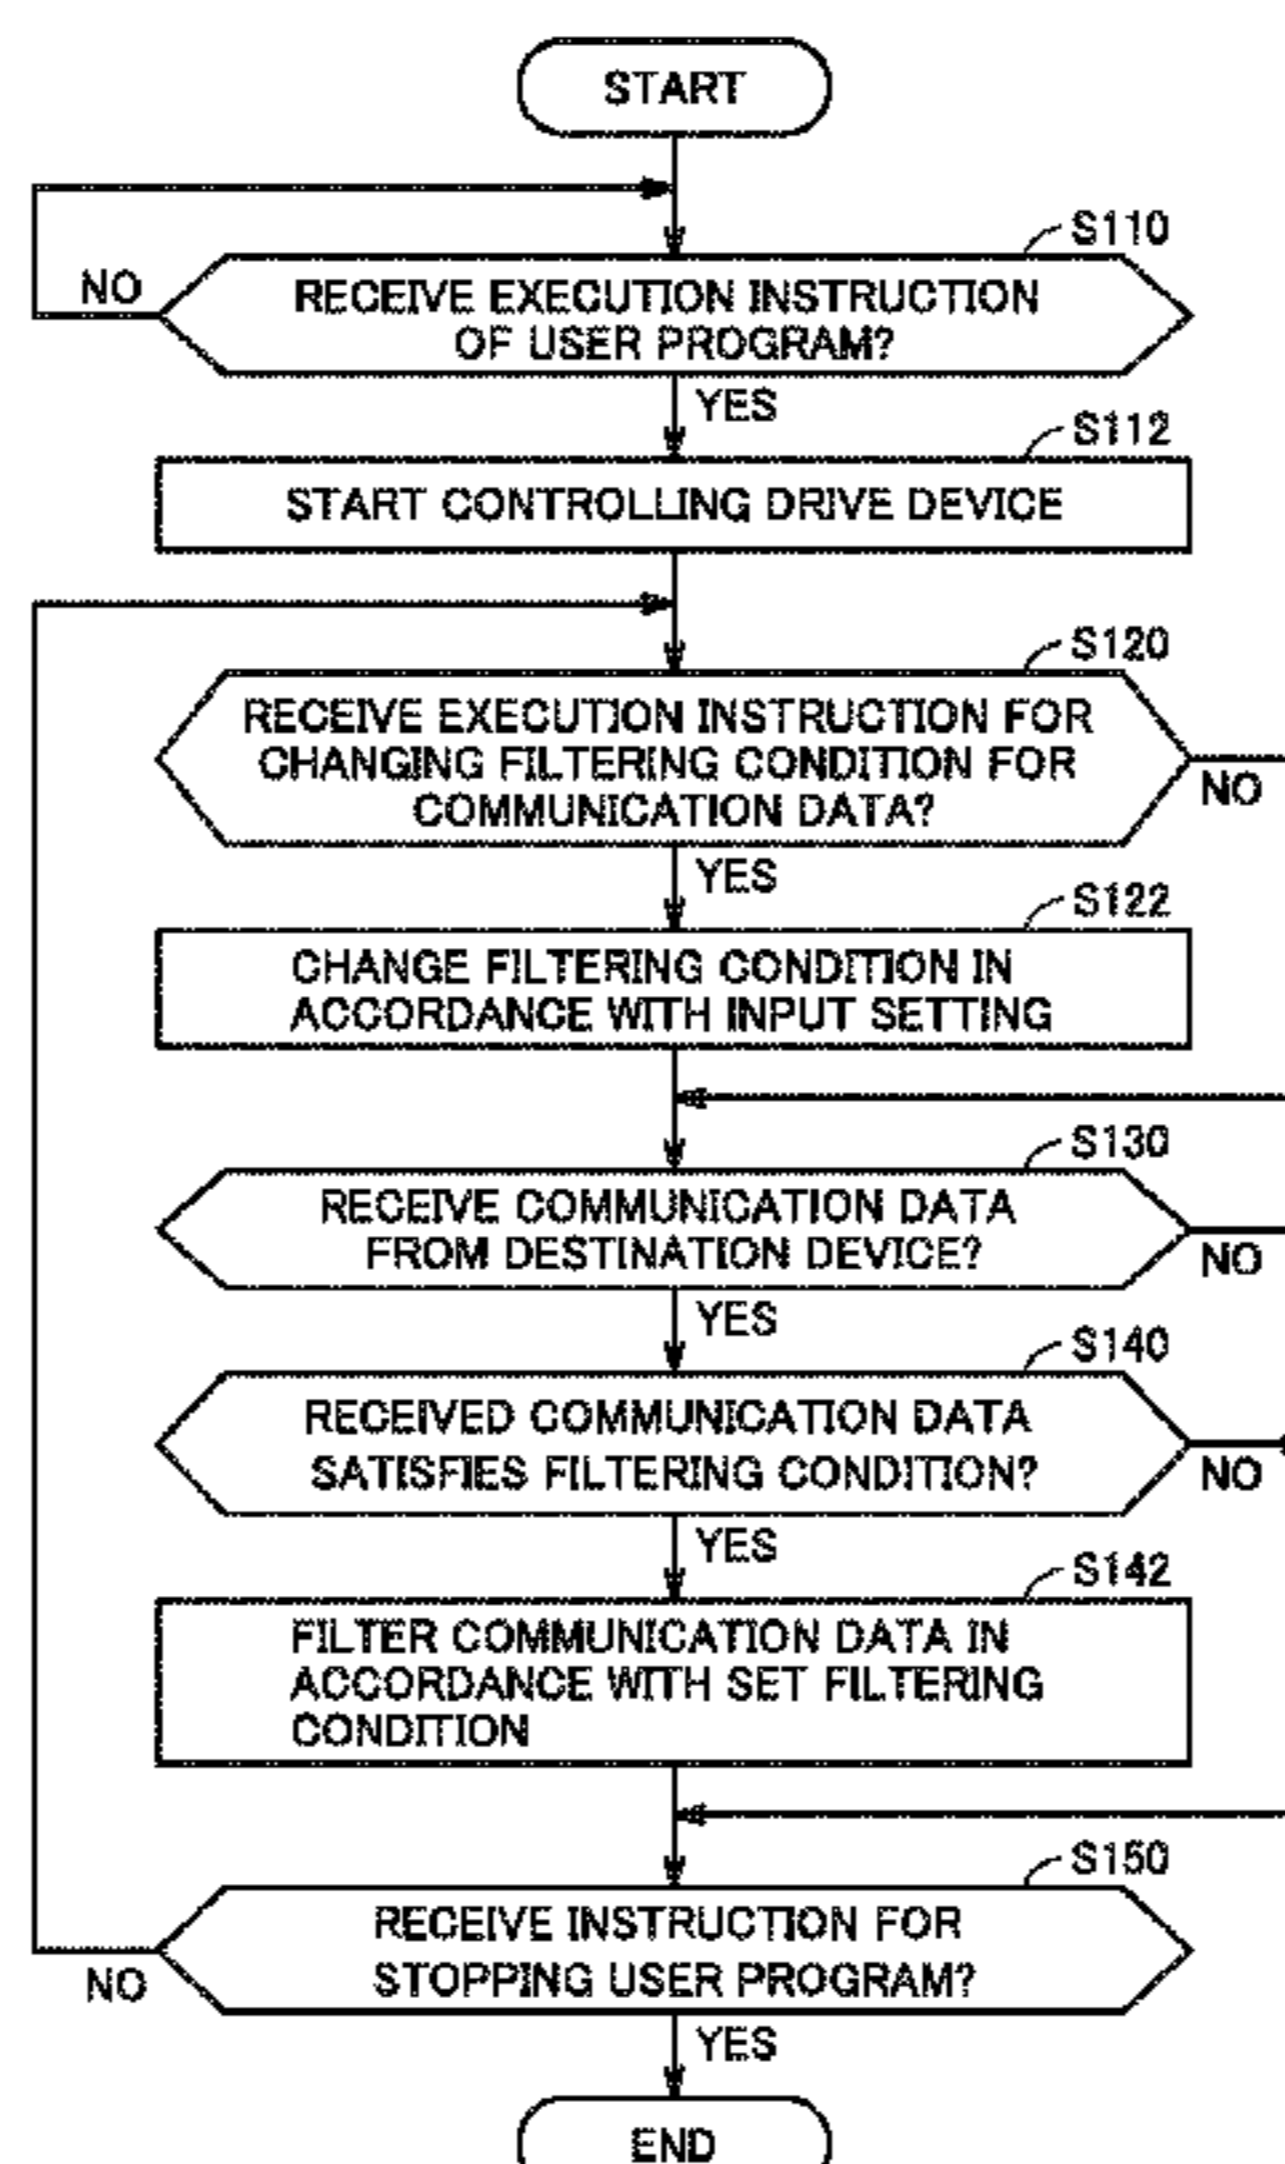 START
S110
NO
RECEIVE EXECUTION INSTRUCTION
OF USER PROGRAM?
YES
S112
START CONTROLLING DRIVE DEVICE
S120
RECEIVE EXECUTION INSTRUCTION FOR
CHANGING FILTERING CONDITION FOR
COMMUNICATION DATA?
NO
YES
S122
CHANGE FILTERING CONDITION IN
ACCORDANCE WITH INPUT SETTING
S130
RECEIVE COMMUNICATION DATA
FROM DESTINATION DEVICE?
NO
YES
S140
RECEIVED COMMUNICATION DATA
SATISFIES FILTERING CONDITION?
NO
YES
S142
FILTER COMMUNICATION DATA IN
ACCORDANCE WITH SET FILTERING
CONDITION
S150
RECEIVE INSTRUCTION FOR
STOPPING USER PROGRAM?
NO
YES
END